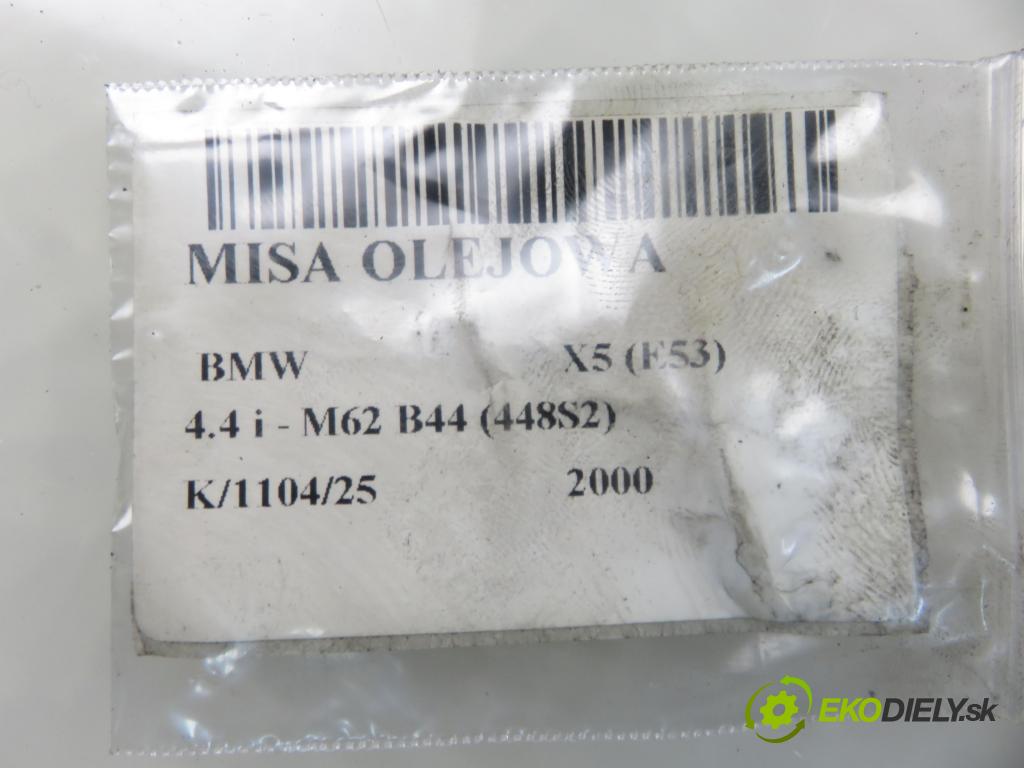 MISA OLEJOWA
BMW X5 (E53)
4.4 i - M62 B44 (448S2)
K/1104/25 2000
EKODIELY.sk